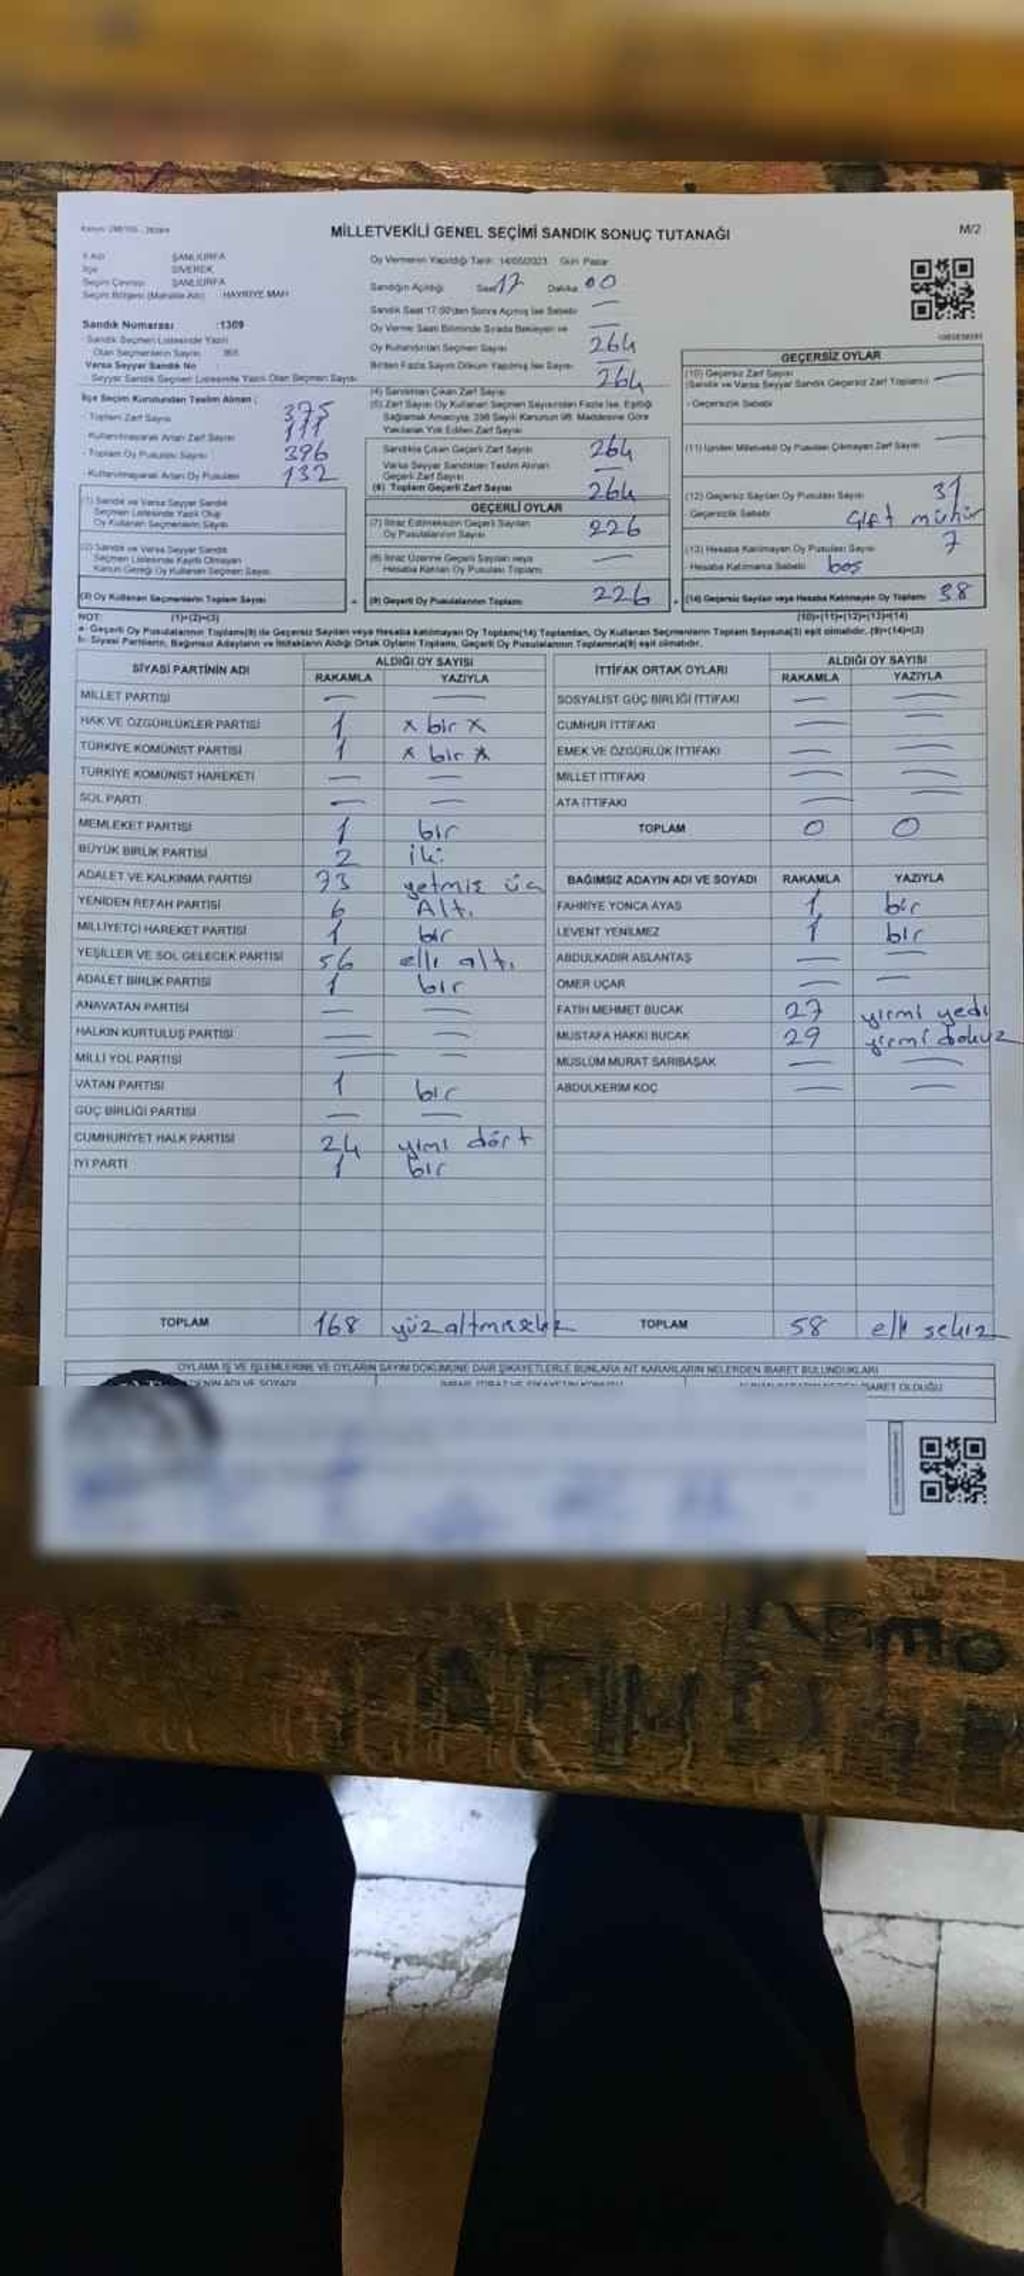 MİLLETVEKİLİ GENEL SEÇİMİ SANDIK SONUÇ TUTANAĞI
M/2
İl Adı ŞANLIURFA
İlçe SİVEREK
Seçim Çevresi ŞANLIURFA
Seçim Bölgesi (Mahalle Adı) : HAYRİYE MAH
Sandık Numarası :1309
Sandık Seçmen Listesinde Yazılı
Olan Seçmenlerin Sayısı
Varsa Seyyar Sandık No :
Seyyar Sandık Seçmen Listesinde Yazılı Olan Seçmen Sayısı
İlçe Seçim Kurulundan Teslim Alınan ;
- Toplam Zarf Sayısı 375
- Kullanılmayarak Artan Zarf Sayısı 111
- Toplam Oy Pusulası Sayısı 396
- Kullanılmayarak Artan Oy Pusulası 132
(1) Sandık ve Varsa Seyyar Sandık
Seçmen Listesinde Yazılı Olup
Oy Kullanan Seçmenlerin Sayısı
(2) Sandık ve Varsa Seyyar Sandık
Seçmen Listesinde Kayıtlı Olmayan
Kanun Gereği Oy Kullanan Seçmen Sayısı
(3) Oy Kullanan Seçmenlerin Toplam Sayısı
Oy Vermenin Yapıldığı Tarih: 14/05/2023 Gün: Pazar
Sandığın Açıldığı Saat 17 Dakika 00
Sandık Saat 17:00'den Sonra Açılmış İse Sebebi —
Oy Verme Saati Bitiminde Sırada Bekleyen ve —
Oy Kullandırılan Seçmen Sayısı 264
Birden Fazla Sayım Döküm Yapılmış İse Sayısı —
(4) Sandıktan Çıkan Zarf Sayısı 264
(5) Zarf Sayısı Oy Kullanan Seçmen Sayısından Fazla İse, Eşitliği
Sağlamak Amacıyla, 298 Sayılı Kanunun 98. Maddesine Göre
Yakılarak Yok Edilen Zarf Sayısı
Sandıkta Çıkan Geçerli Zarf Sayısı 264
Varsa Seyyar Sandıktan Teslim Alınan
Geçerli Zarf Sayısı —
(6) Toplam Geçerli Zarf Sayısı 264
GEÇERLİ OYLAR
(7) İtiraz Edilmeksizin Geçerli Sayılan
Oy Pusulalarının Sayısı 226
(8) İtiraz Üzerine Geçerli Sayılan veya
Hesaba Katılan Oy Pusulası Toplamı —
(9) Geçerli Oy Pusulalarının Toplamı 226
GEÇERSİZ OYLAR
(10) Geçersiz Zarf Sayısı
(Sandık ve Varsa Seyyar Sandık Geçersiz Zarf Toplamı) —
- Geçersizlik Sebebi
(11) İçinden Milletvekili Oy Pusulası Çıkmayan Zarf Sayısı —
(12) Geçersiz Sayılan Oy Pusulası Sayısı 31
Geçersizlik Sebebi Çift mühür
(13) Hesaba Katılmayan Oy Pusulası Sayısı 7
- Hesaba Katılmama Sebebi boş
(14) Geçersiz Sayılan veya Hesaba Katılmayan Oy Toplamı 38
NOT: (1)+(2)=(3) (10)+(11)+(12)+(13)=(14)
a- Geçerli Oy Pusulalarının Toplamı(9) ile Geçersiz Sayılan veya Hesaba katılmayan Oy Toplamı(14) Toplamından, Oy Kullanan Seçmenlerin Toplam Sayısına(3) eşit olmalıdır. (9)+(14)=(3)
b- Siyasi Partilerin, Bağımsız Adayların ve İttifakların Aldığı Ortak Oyların Toplamı, Geçerli Oy Pusulalarının Toplamına(9) eşit olmalıdır.
SİYASİ PARTİNİN ADI ALDIĞI OY SAYISI
RAKAMLA YAZIYLA
MİLLET PARTİSİ — —
HAK VE ÖZGÜRLÜKLER PARTİSİ 1 x bir x
TÜRKİYE KOMÜNİST PARTİSİ 1 x bir x
TÜRKİYE KOMÜNİST HAREKETİ — —
SOL PARTİ — —
MEMLEKET PARTİSİ 1 bir
BÜYÜK BİRLİK PARTİSİ 2 iki
ADALET VE KALKINMA PARTİSİ 73 yetmiş üç
YENİDEN REFAH PARTİSİ 6 Altı
MİLLİYETÇİ HAREKET PARTİSİ 1 bir
YEŞİLLER VE SOL GELECEK PARTİSİ 56 elli altı
ADALET BİRLİK PARTİSİ 1 bir
ANAVATAN PARTİSİ — —
HALKIN KURTULUŞ PARTİSİ — —
MİLLİ YOL PARTİSİ — —
VATAN PARTİSİ 1 bir
GÜÇ BİRLİĞİ PARTİSİ — —
CUMHURİYET HALK PARTİSİ 24 yimi dört
İYİ PARTİ 1 bir
TOPLAM 168 yüzaltmışsekiz
İTTİFAK ORTAK OYLARI ALDIĞI OY SAYISI
RAKAMLA YAZIYLA
SOSYALİST GÜÇ BİRLİĞİ İTTİFAKI — —
CUMHUR İTTİFAKI — —
EMEK VE ÖZGÜRLÜK İTTİFAKI — —
MİLLET İTTİFAKI — —
ATA İTTİFAKI — —
TOPLAM 0 0
BAĞIMSIZ ADAYIN ADI VE SOYADI RAKAMLA YAZIYLA
FAHRİYE YONCA AYAS 1 bir
LEVENT YENİLMEZ 1 bir
ABDULKADİR ASLANTAŞ — —
ÖMER UÇAR — —
FATİH MEHMET BUCAK 27 yirmi yedi
MUSTAFA HAKKI BUCAK 29 yirmi dokuz
MÜSLÜM MURAT SARIBAŞAK — —
ABDULKERİM KOÇ — —
TOPLAM 58 elli sekiz
OYLAMA İŞ VE İŞLEMLERİNE VE OYLARIN SAYIM DÖKÜMÜNE DAİR ŞİKAYETLERLE BUNLARA AİT KARARLARIN NELERDEN İBARET BULUNDUKLARI